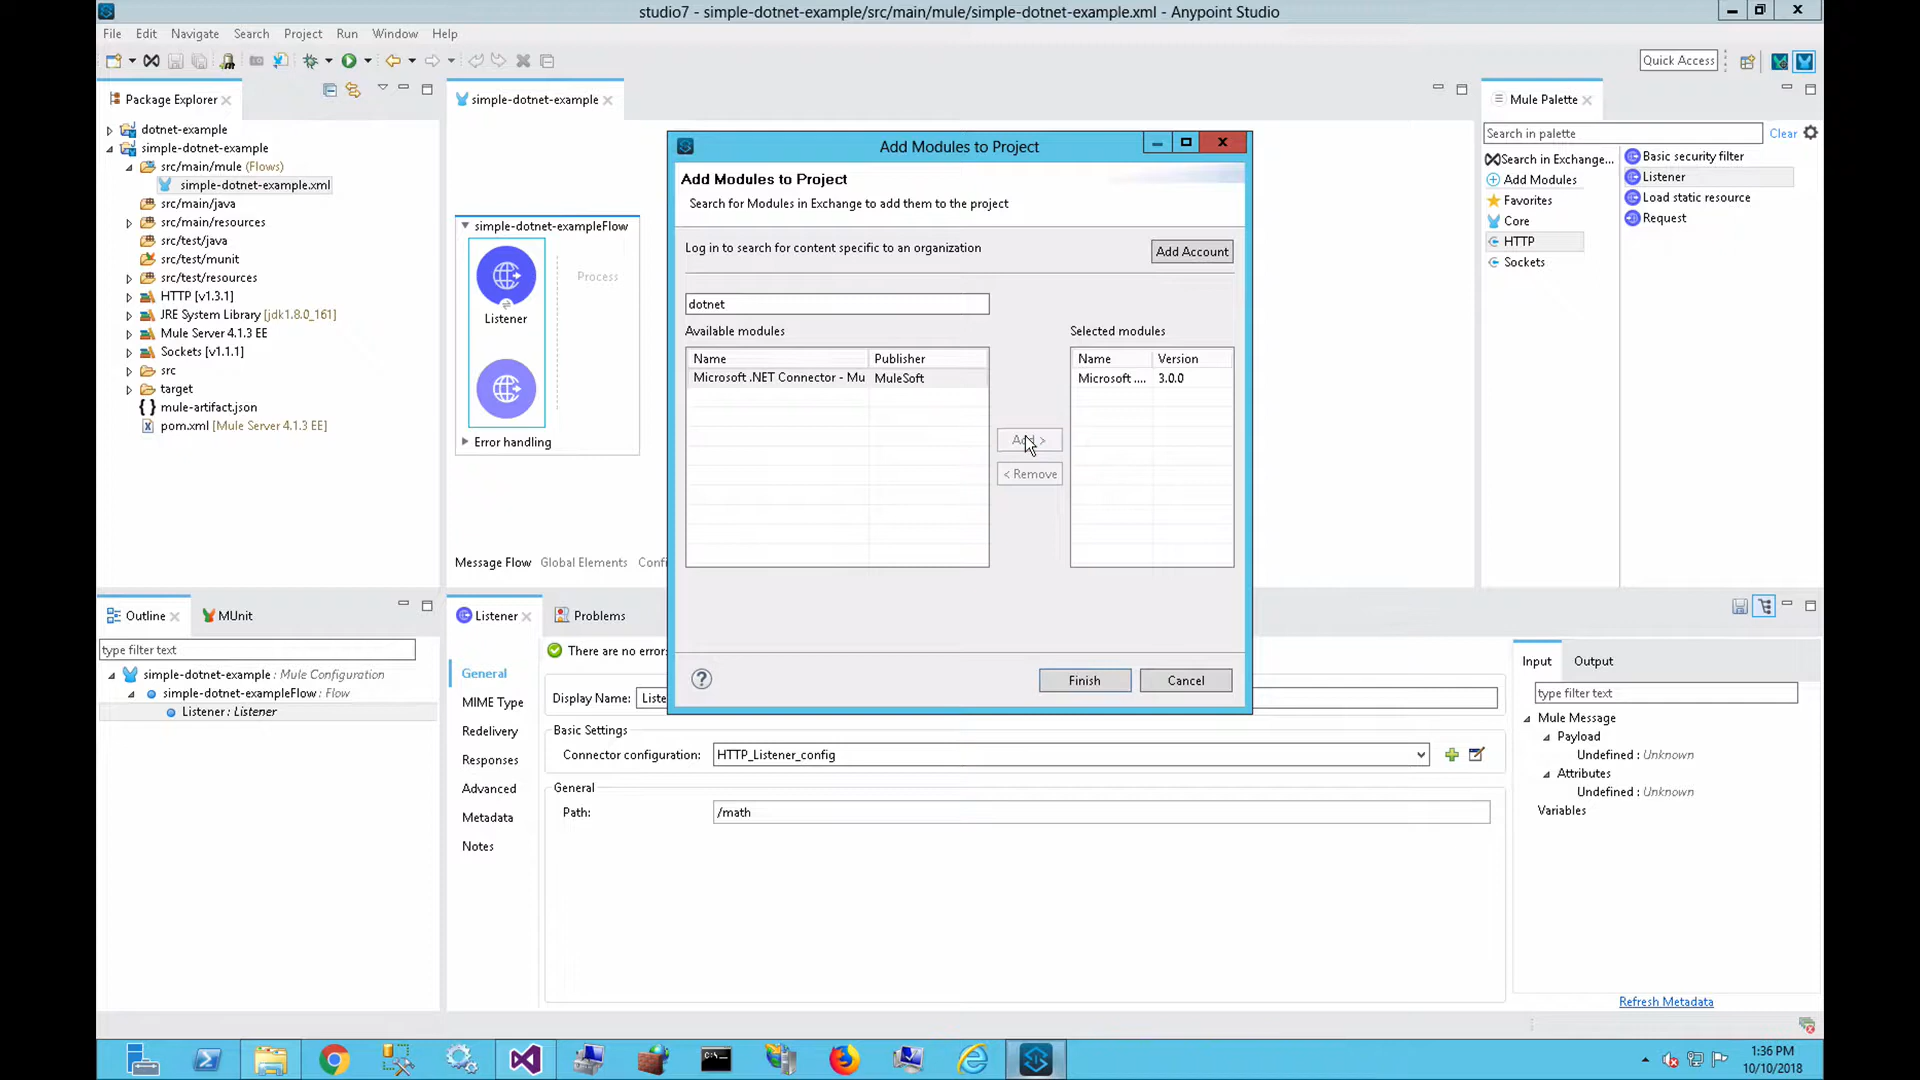 studio7 - simple-dotnet-example/src/main/mule/simple-dotnet-example.xml - Anypoint Studio
File Edit Navigate Search Project Run Window Help
Quick Access
Package Explorer
dotnet-example
simple-dotnet-example
src/main/mule (Flows)
simple-dotnet-example.xml
src/main/java
src/main/resources
src/test/java
src/test/munit
src/test/resources
HTTP [v1.3.1]
JRE System Library [jdk1.8.0_161]
Mule Server 4.1.3 EE
Sockets [v1.1.1]
src
target
mule-artifact.json
pom.xml [Mule Server 4.1.3 EE]
simple-dotnet-example
simple-dotnet-exampleFlow
Listener
Process
Error handling
Message Flow Global Elements Confi
Add Modules to Project
Add Modules to Project
Search for Modules in Exchange to add them to the project
Log in to search for content specific to an organization
Add Account
dotnet
Available modules
Selected modules
Name Publisher
Microsoft .NET Connector - Mu MuleSoft
Name Version
Microsoft .... 3.0.0
Add >
< Remove
Finish
Cancel
Mule Palette
Search in palette
Clear
Search in Exchange...
Add Modules
Favorites
Core
HTTP
Sockets
Basic security filter
Listener
Load static resource
Request
Outline
MUnit
type filter text
simple-dotnet-example : Mule Configuration
simple-dotnet-exampleFlow : Flow
Listener : Listener
Listener
Problems
There are no error
General
MIME Type
Redelivery
Responses
Advanced
Metadata
Notes
Display Name: Liste
Basic Settings
Connector configuration: HTTP_Listener_config
General
Path: /math
Input
Output
type filter text
Mule Message
Payload
Undefined : Unknown
Attributes
Undefined : Unknown
Variables
Refresh Metadata
1:36 PM
10/10/2018